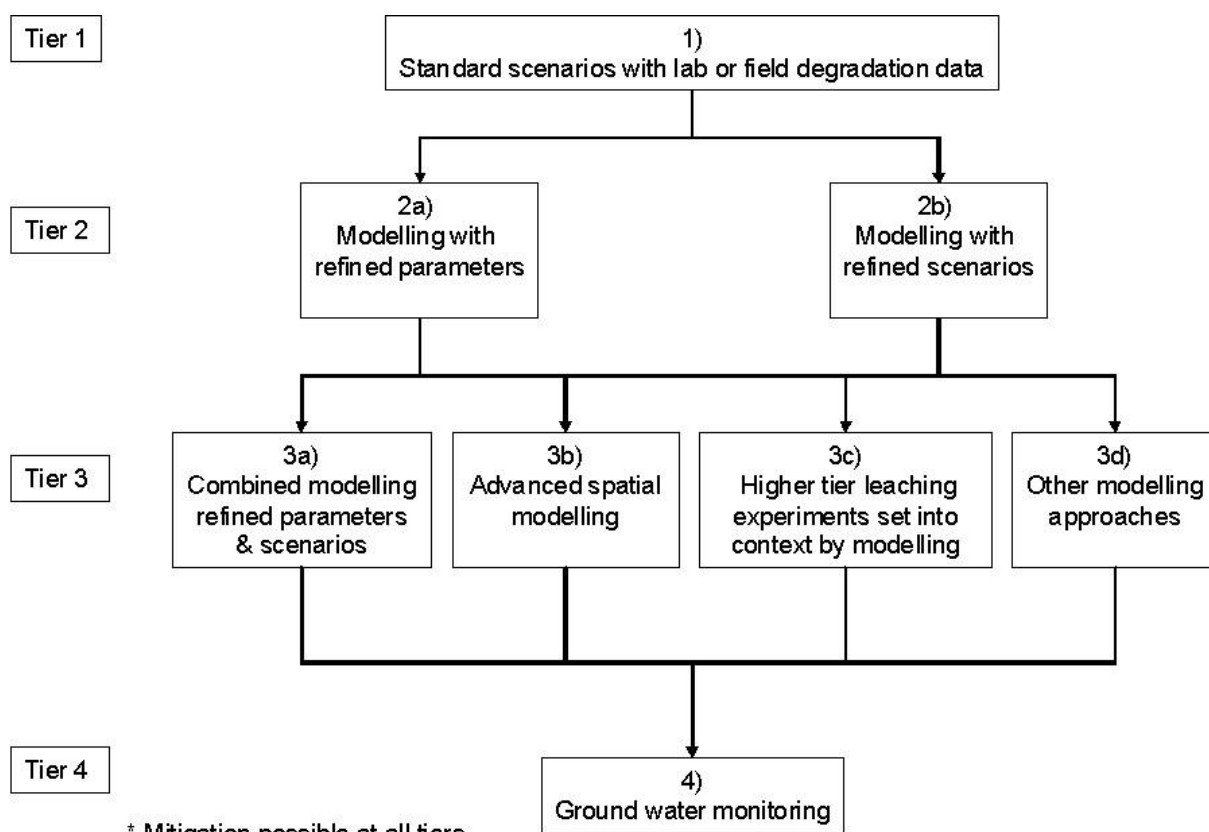 Tier 1
1)
Standard scenarios with lab or field degradation data
Tier 2
2a)
Modelling with
refined parameters
2b)
Modelling with
refined scenarios
Tier 3
3a)
Combined modelling
refined parameters
& scenarios
3b)
Advanced spatial
modelling
3c)
Higher tier leaching
experiments set into
context by modelling
3d)
Other modelling
approaches
Tier 4
4)
Ground water monitoring
* Mitigation possible at all tiers